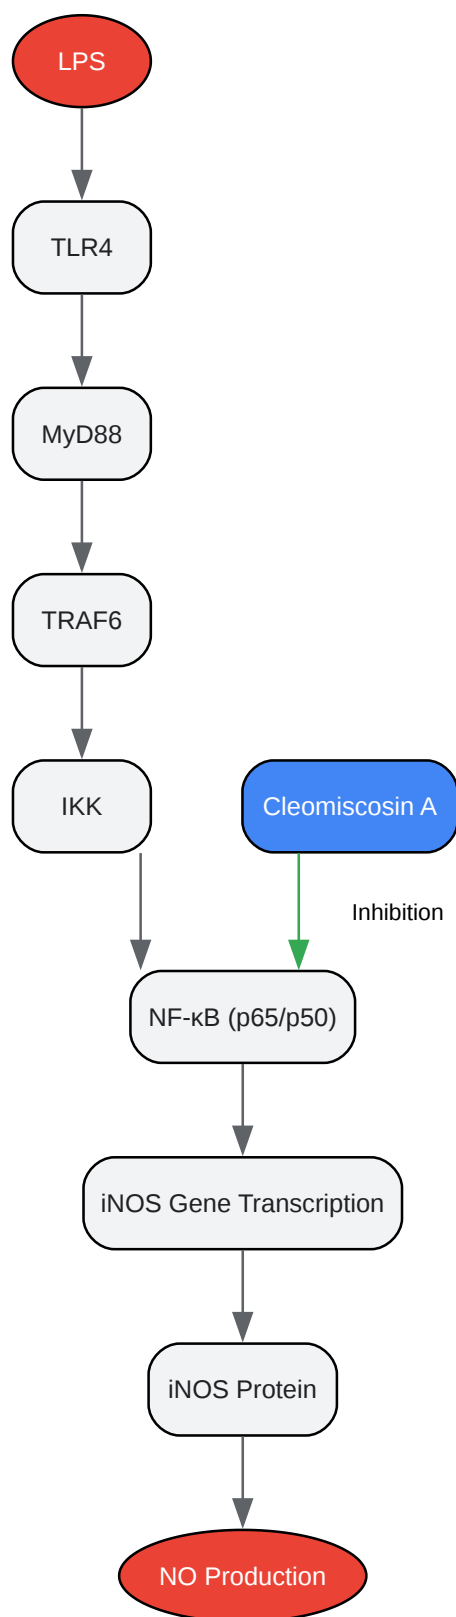 LPS
TLR4
MyD88
TRAF6
IKK
Cleomiscosin A
Inhibition
NF-κB (p65/p50)
iNOS Gene Transcription
iNOS Protein
NO Production